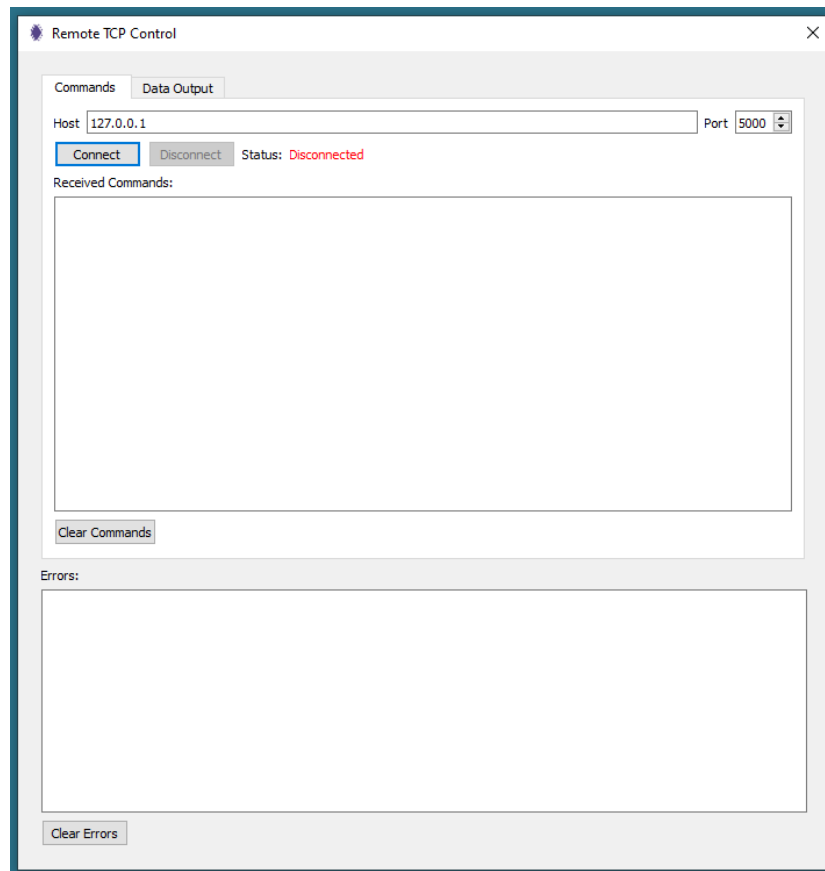 Remote TCP Control
Commands Data Output
Host 127.0.0.1 Port 5000
Connect Disconnect Status: Disconnected
Received Commands:
Clear Commands
Errors:
Clear Errors